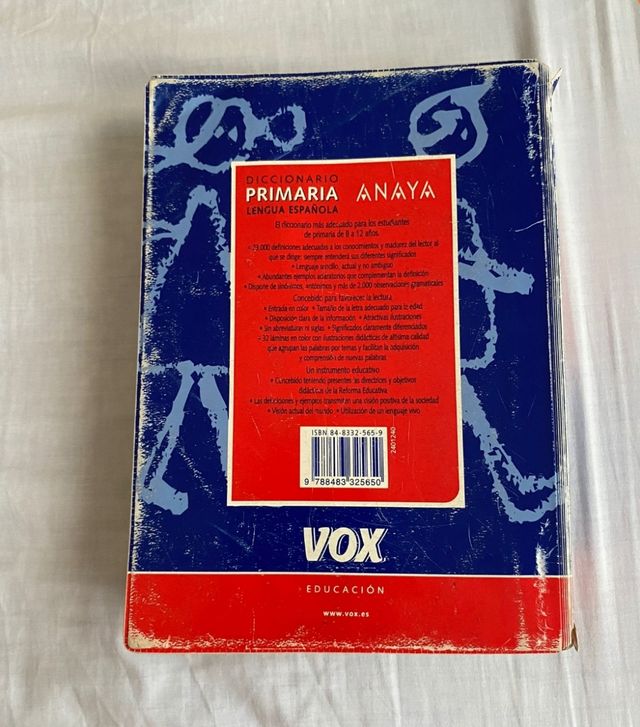 DICCIONARIO
PRIMARIA ANAYA
LENGUA ESPAÑOLA
El diccionario más adecuado para los estudiantes
de primaria de 8 a 12 años.
• 23.000 definiciones adecuadas a los conocimientos y madurez del lector al
que se dirige: siempre entenderá sus diferentes significados
• Lenguaje sencillo, actual y no ambiguo
• Abundantes ejemplos aclaratorios que complementan la definición
• Dispone de sinónimos, antónimos y más de 2.000 observaciones gramaticales
Concebido para favorecer la lectura
• Entrada en color • Tamaño de la letra adecuado para la edad
• Disposición clara de la información • Atractivas ilustraciones
• Sin abreviaturas ni siglas • Significados claramente diferenciados
• 32 láminas en color con ilustraciones didácticas de altísima calidad
que agrupan las palabras por temas y facilitan la adquisición
y comprensión de nuevas palabras
Un instrumento educativo
• Concebido teniendo presentes las directrices y objetivos
didácticos de la Reforma Educativa
• Las definiciones y ejemplos transmiten una visión positiva de la sociedad
• Visión actual del mundo • Utilización de un lenguaje vivo
ISBN 84-8332-565-9
9 788483 325650
2401240
VOX
EDUCACIÓN
www.vox.es